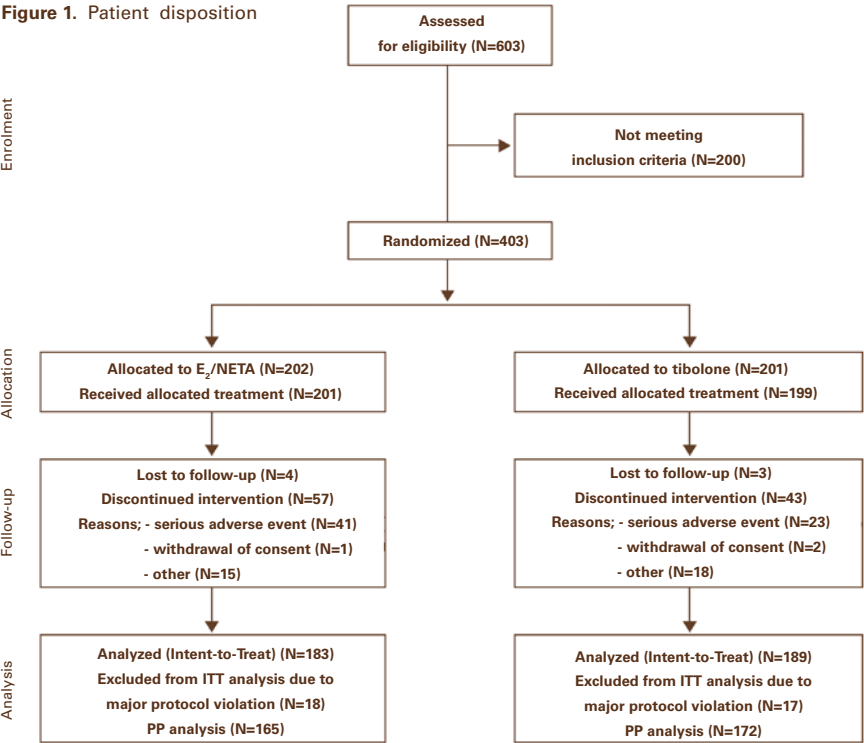 Figure 1. Patient disposition
Assessed
for eligibility (N=603)
Enrolment
Not meeting
inclusion criteria (N=200)
Randomized (N=403)
Allocation
Allocated to E₂/NETA (N=202)
Received allocated treatment (N=201)
Allocated to tibolone (N=201)
Received allocated treatment (N=199)
Follow-up
Lost to follow-up (N=4)
Discontinued intervention (N=57)
Reasons; - serious adverse event (N=41)
- withdrawal of consent (N=1)
- other (N=15)
Lost to follow-up (N=3)
Discontinued intervention (N=43)
Reasons; - serious adverse event (N=23)
- withdrawal of consent (N=2)
- other (N=18)
Analysis
Analyzed (Intent-to-Treat) (N=183)
Excluded from ITT analysis due to
major protocol violation (N=18)
PP analysis (N=165)
Analyzed (Intent-to-Treat) (N=189)
Excluded from ITT analysis due to
major protocol violation (N=17)
PP analysis (N=172)